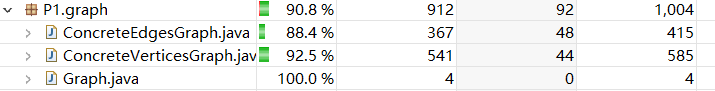 P1.graph 90.8 % 912 92 1,004
ConcreteEdgesGraph.java 88.4 % 367 48 415
ConcreteVerticesGraph.jav 92.5 % 541 44 585
Graph.java 100.0 % 4 0 4